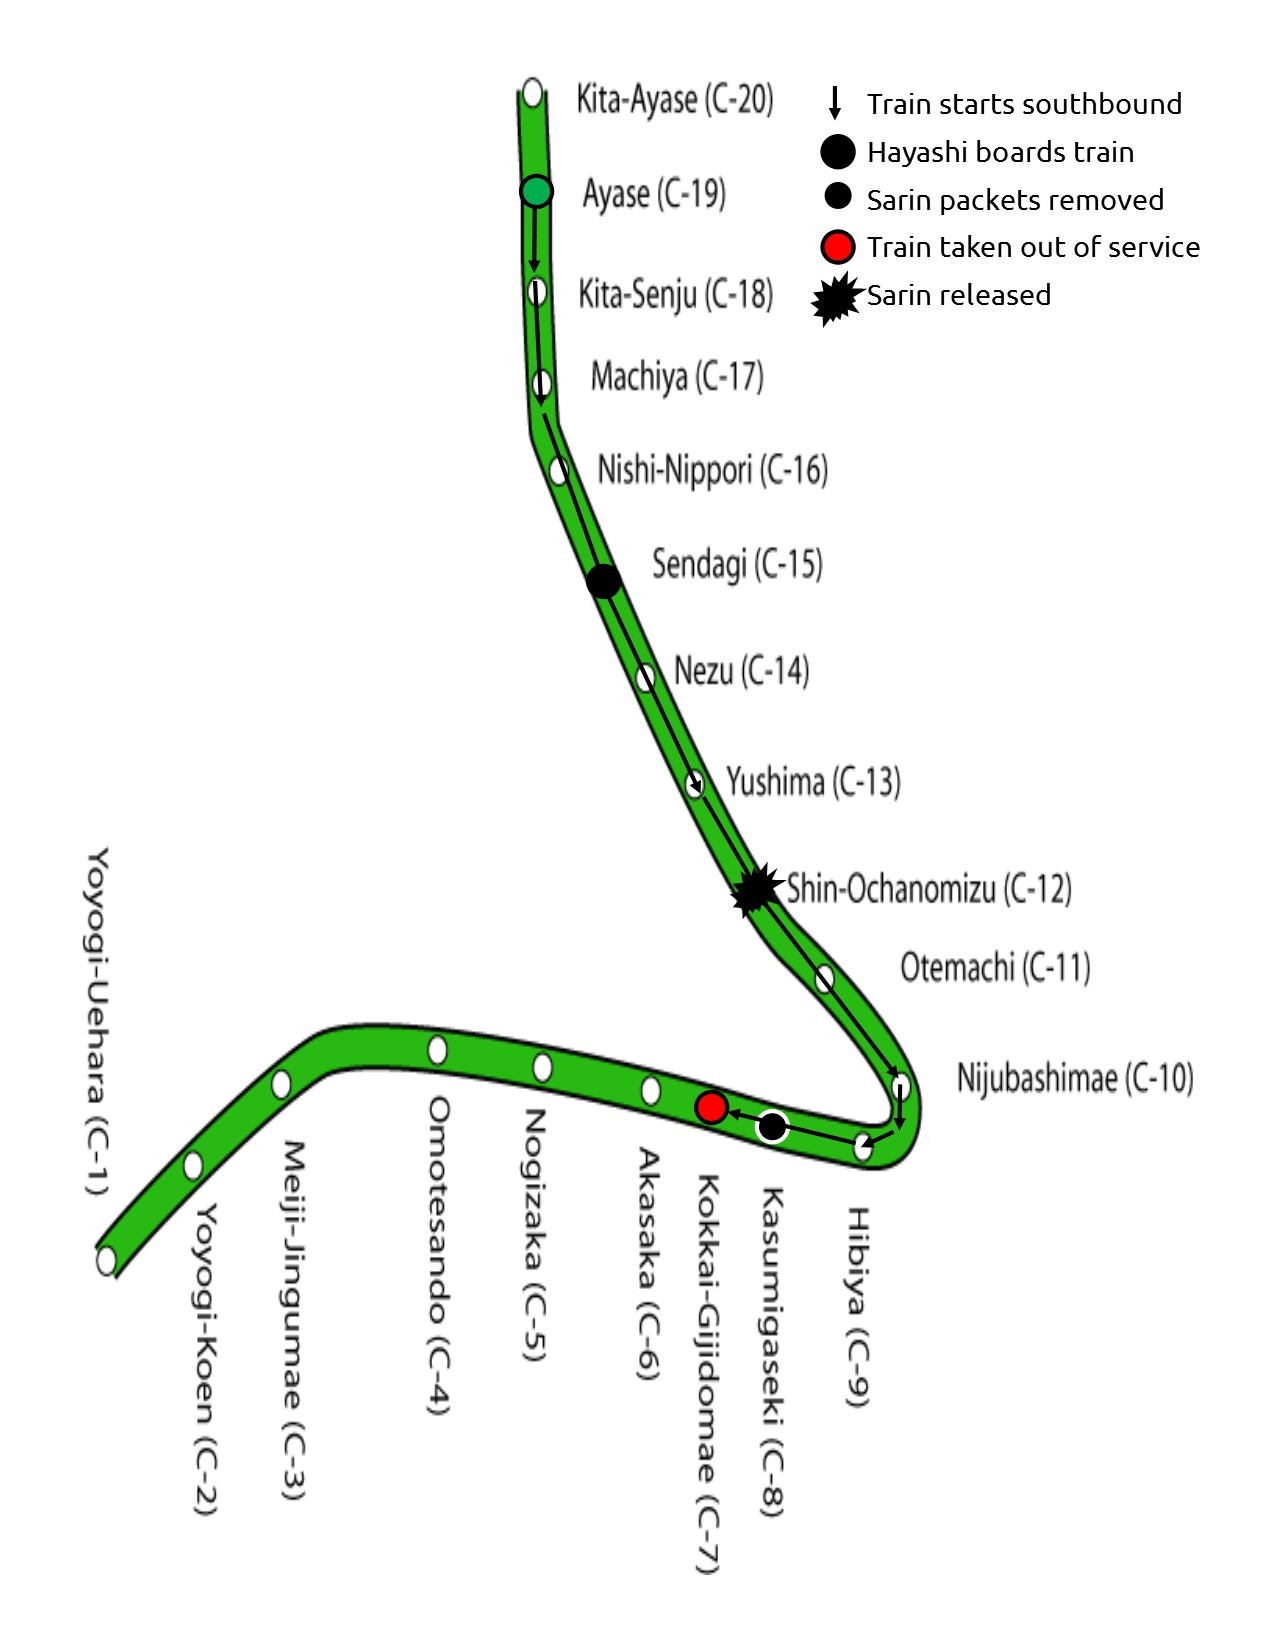 Kita-Ayase (C-20)
Ayase (C-19)
Kita-Senju (C-18)
Machiya (C-17)
Nishi-Nippori (C-16)
Sendagi (C-15)
Nezu (C-14)
Yushima (C-13)
Shin-Ochanomizu (C-12)
Otemachi (C-11)
Nijubashimae (C-10)
Hibiya (C-9)
Kasumigaseki (C-8)
Kokkai-Gijidomae (C-7)
Akasaka (C-6)
Nogizaka (C-5)
Omotesando (C-4)
Meiji-Jingumae (C-3)
Yoyogi-Koen (C-2)
Yoyogi-Uehara (C-1)
Train starts southbound
Hayashi boards train
Sarin packets removed
Train taken out of service
Sarin released